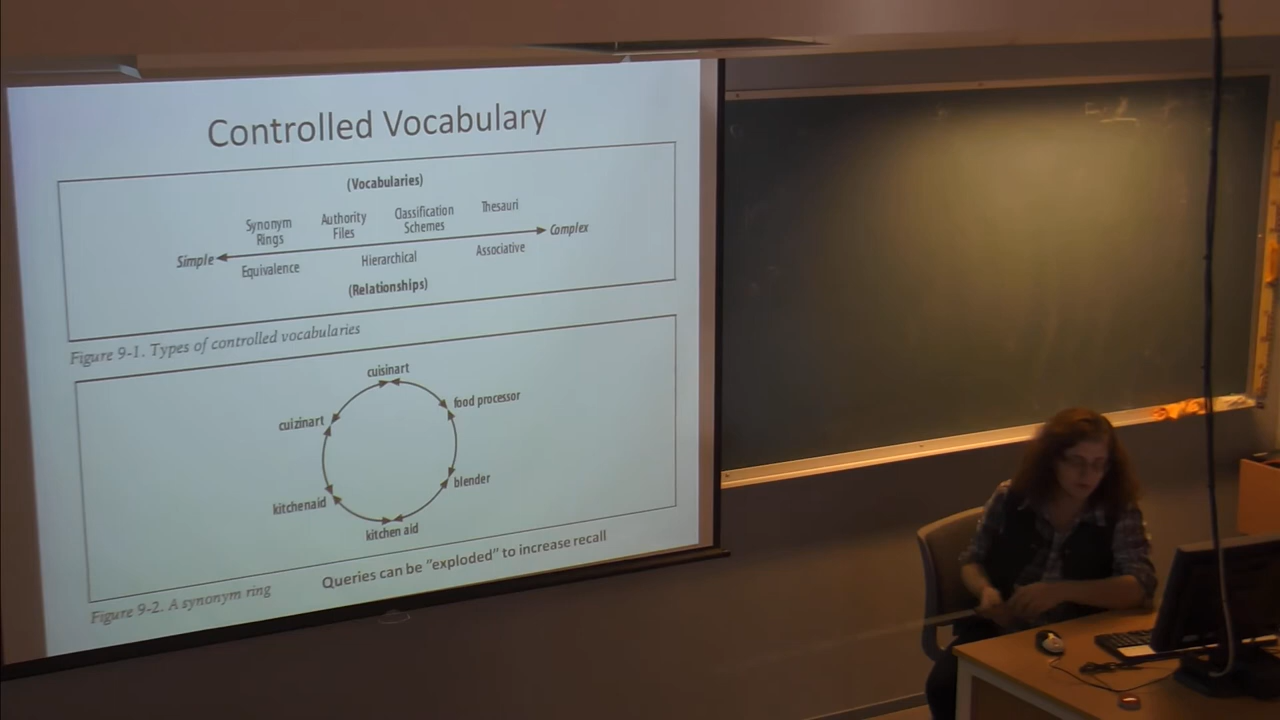 Controlled Vocabulary
(Vocabularies)
Synonym Rings
Authority Files
Classification Schemes
Thesauri
Simple
Complex
Equivalence
Hierarchical
Associative
(Relationships)
Figure 9-1. Types of controlled vocabularies
cuisinart
food processor
cuizinart
blender
kitchenaid
kitchen aid
Queries can be "exploded" to increase recall
Figure 9-2. A synonym ring